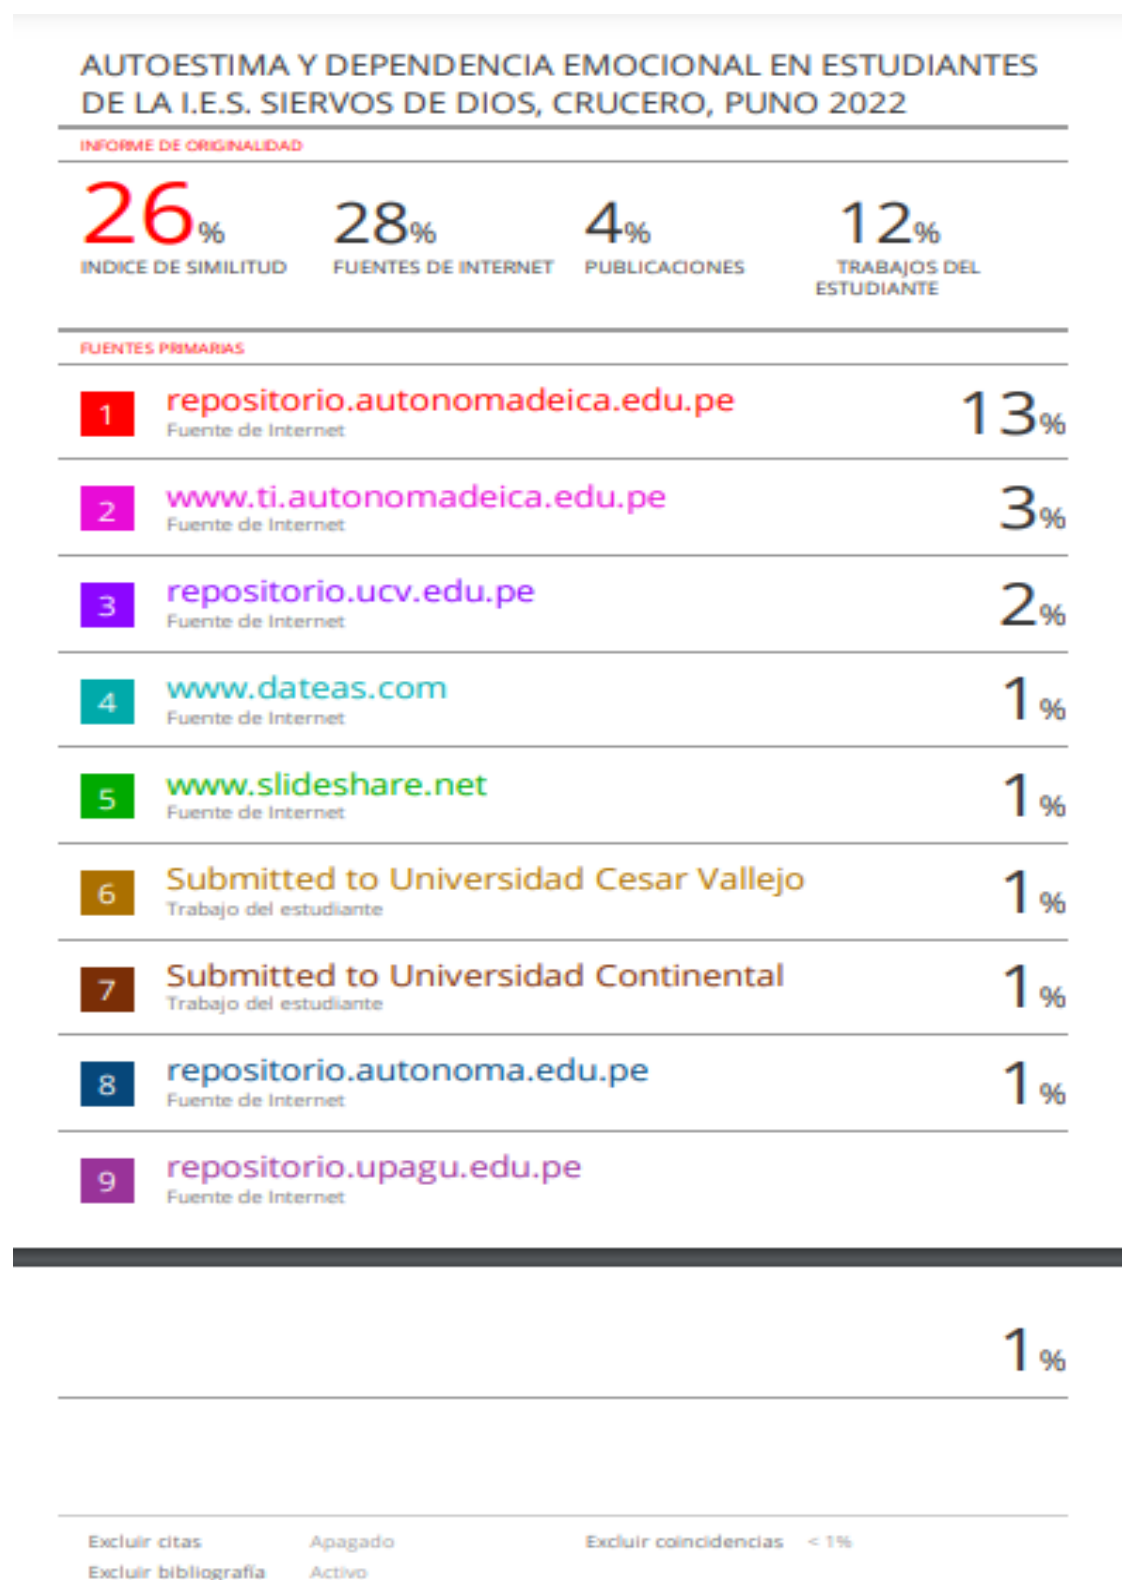 AUTOESTIMA Y DEPENDENCIA EMOCIONAL EN ESTUDIANTES
DE LA I.E.S. SIERVOS DE DIOS, CRUCERO, PUNO 2022
INFORME DE ORIGINALIDAD
26% 28% 4% 12%
INDICE DE SIMILITUD FUENTES DE INTERNET PUBLICACIONES TRABAJOS DEL
ESTUDIANTE
FUENTES PRIMARIAS
1 repositorio.autonomadeica.edu.pe 13%
Fuente de Internet
2 www.ti.autonomadeica.edu.pe 3%
Fuente de Internet
3 repositorio.ucv.edu.pe 2%
Fuente de Internet
4 www.dateas.com 1%
Fuente de Internet
5 www.slideshare.net 1%
Fuente de Internet
6 Submitted to Universidad Cesar Vallejo 1%
Trabajo del estudiante
7 Submitted to Universidad Continental 1%
Trabajo del estudiante
8 repositorio.autonoma.edu.pe 1%
Fuente de Internet
9 repositorio.upagu.edu.pe
Fuente de Internet
1%
Excluir citas Apagado Excluir coincidencias < 1%
Excluir bibliografía Activo